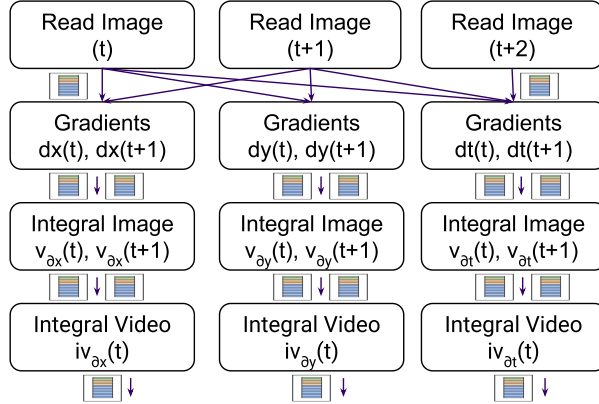 Read Image
(t)
Read Image
(t+1)
Read Image
(t+2)
Gradients
dx(t), dx(t+1)
Gradients
dy(t), dy(t+1)
Gradients
dt(t), dt(t+1)
Integral Image
v∂x(t), v∂x(t+1)
Integral Image
v∂y(t), v∂y(t+1)
Integral Image
v∂t(t), v∂t(t+1)
Integral Video
iv∂x(t)
Integral Video
iv∂y(t)
Integral Video
iv∂t(t)